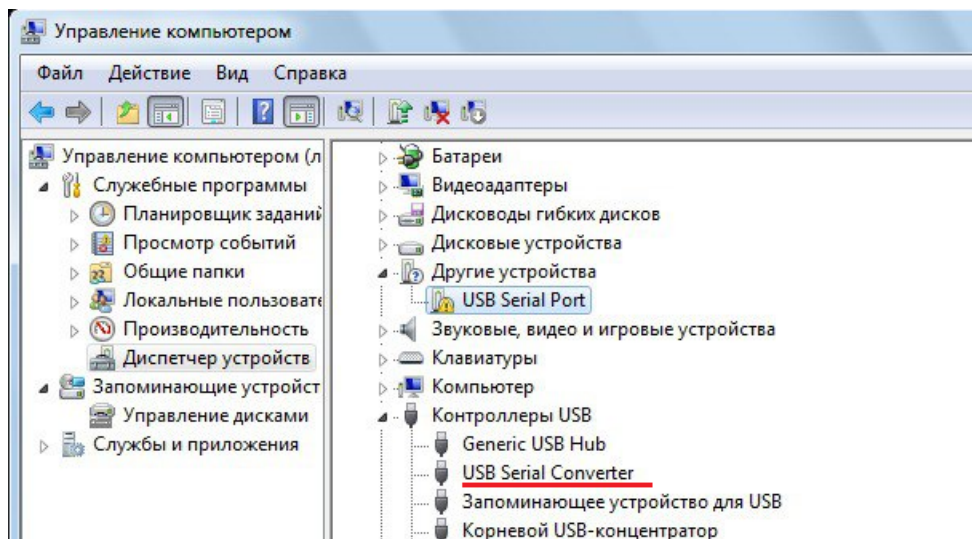 Управление компьютером
Файл Действие Вид Справка
Управление компьютером (л
Служебные программы
Планировщик заданий
Просмотр событий
Общие папки
Локальные пользовате
Производительность
Диспетчер устройств
Запоминающие устройст
Управление дисками
Службы и приложения
Батареи
Видеоадаптеры
Дисководы гибких дисков
Дисковые устройства
Другие устройства
USB Serial Port
Звуковые, видео и игровые устройства
Клавиатуры
Компьютер
Контроллеры USB
Generic USB Hub
USB Serial Converter
Запоминающее устройство для USB
Корневой USB-концентратор